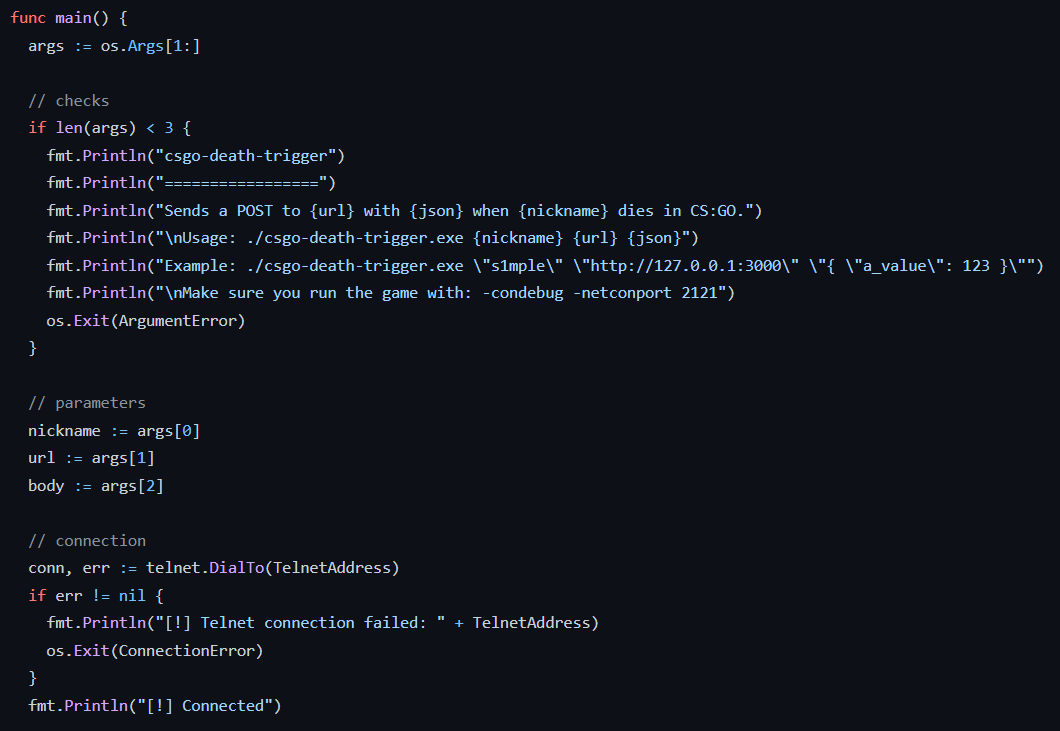 func main() {
  args := os.Args[1:]

  // checks
  if len(args) < 3 {
    fmt.Println("csgo-death-trigger")
    fmt.Println("=================")
    fmt.Println("Sends a POST to {url} with {json} when {nickname} dies in CS:GO.")
    fmt.Println("\nUsage: ./csgo-death-trigger.exe {nickname} {url} {json}")
    fmt.Println("Example: ./csgo-death-trigger.exe \"s1mple\" \"http://127.0.0.1:3000\" \"{ \"a_value\": 123 }\"")
    fmt.Println("\nMake sure you run the game with: -condebug -netconport 2121")
    os.Exit(ArgumentError)
  }

  // parameters
  nickname := args[0]
  url := args[1]
  body := args[2]

  // connection
  conn, err := telnet.DialTo(TelnetAddress)
  if err != nil {
    fmt.Println("[!] Telnet connection failed: " + TelnetAddress)
    os.Exit(ConnectionError)
  }
  fmt.Println("[!] Connected")